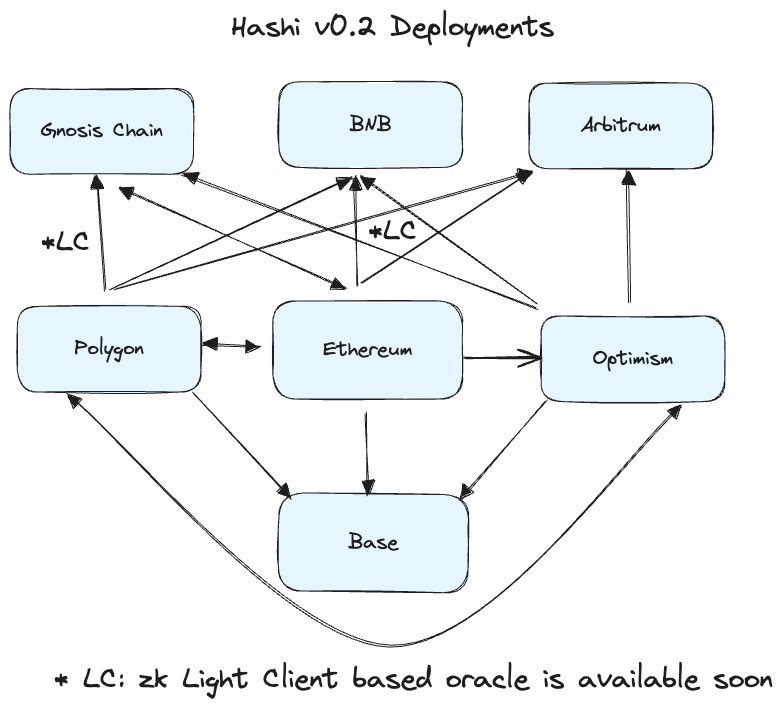 Hashi v0.2 Deployments
Gnosis Chain
BNB
Arbitrum
*LC
*LC
Polygon
Ethereum
Optimism
Base
* LC: zk Light Client based oracle is available soon